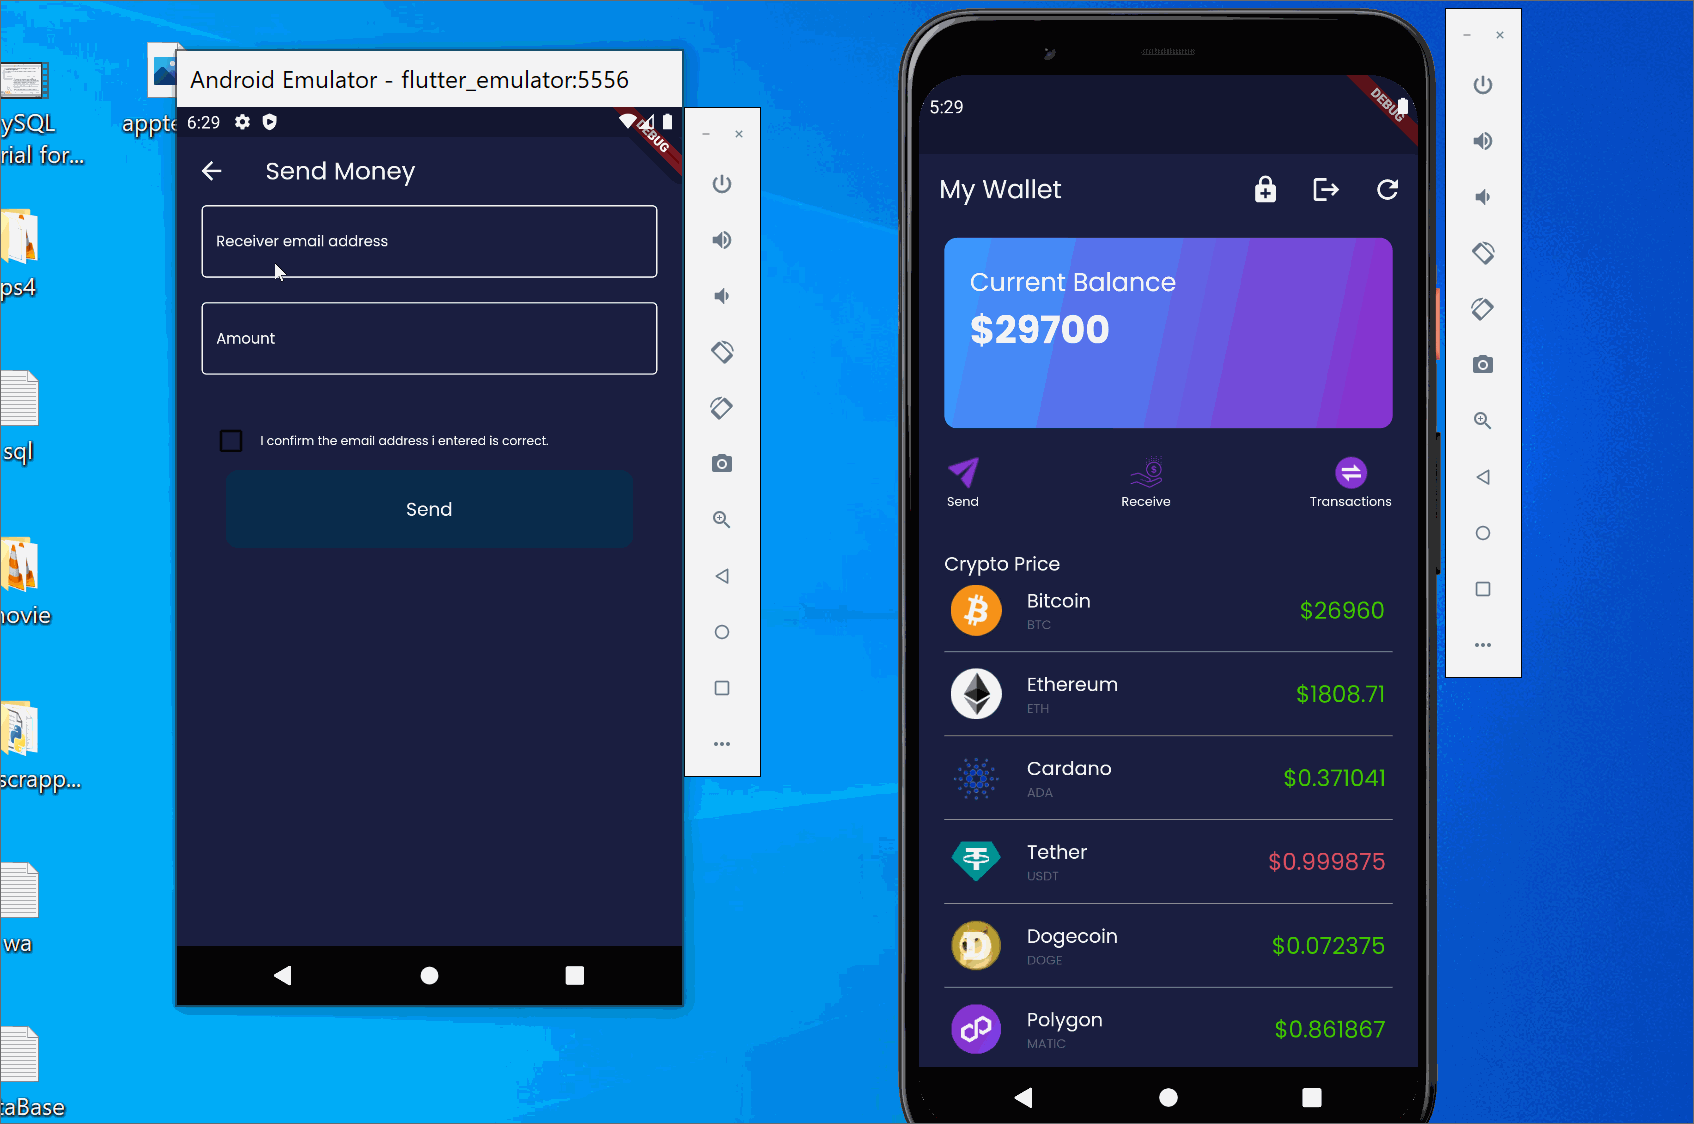 ySQL
rial for...
appte
ps4
sql
novie
scrapp...
wa
taBase
Android Emulator - flutter_emulator:5556
6:29
DEBUG
Send Money
Receiver email address
Amount
I confirm the email address i entered is correct.
Send
5:29
DEBUG
My Wallet
Current Balance
$29700
Send
Receive
Transactions
Crypto Price
Bitcoin
BTC
$26960
Ethereum
ETH
$1808.71
Cardano
ADA
$0.371041
Tether
USDT
$0.999875
Dogecoin
DOGE
$0.072375
Polygon
MATIC
$0.861867